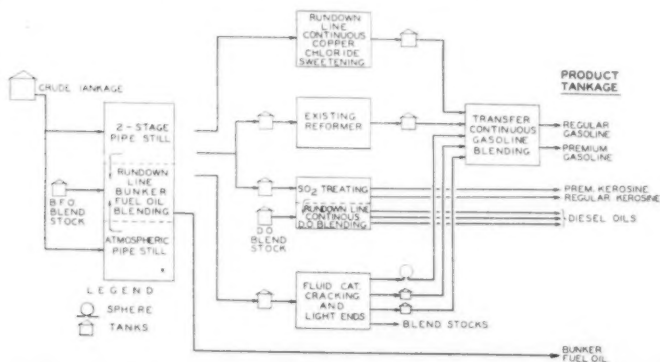 RUNDOWN
LINE
CONTINUOUS
COPPER
CHLORIDE
SWEETENING
CRUDE TANKAGE
PRODUCT
TANKAGE
2-STAGE
PIPE STILL
EXISTING
REFORMER
TRANSFER
CONTINUOUS
GASOLINE
BLENDING
REGULAR
GASOLINE
PREMIUM
GASOLINE
RUNDOWN
LINE
BUNKER
FUEL OIL
BLENDING
B.F.O.
BLEND
STOCK
SO2 TREATING
PREM. KEROSINE
REGULAR KEROSINE
RUNDOWN LINE
CONTINOUS
D.O. BLENDING
D.O.
BLEND
STOCK
DIESEL OILS
ATMOSPHERIC
PIPE STILL
LEGEND
SPHERE
TANKS
FLUID CAT.
CRACKING
AND
LIGHT ENDS
BLEND STOCKS
BUNKER
FUEL OIL